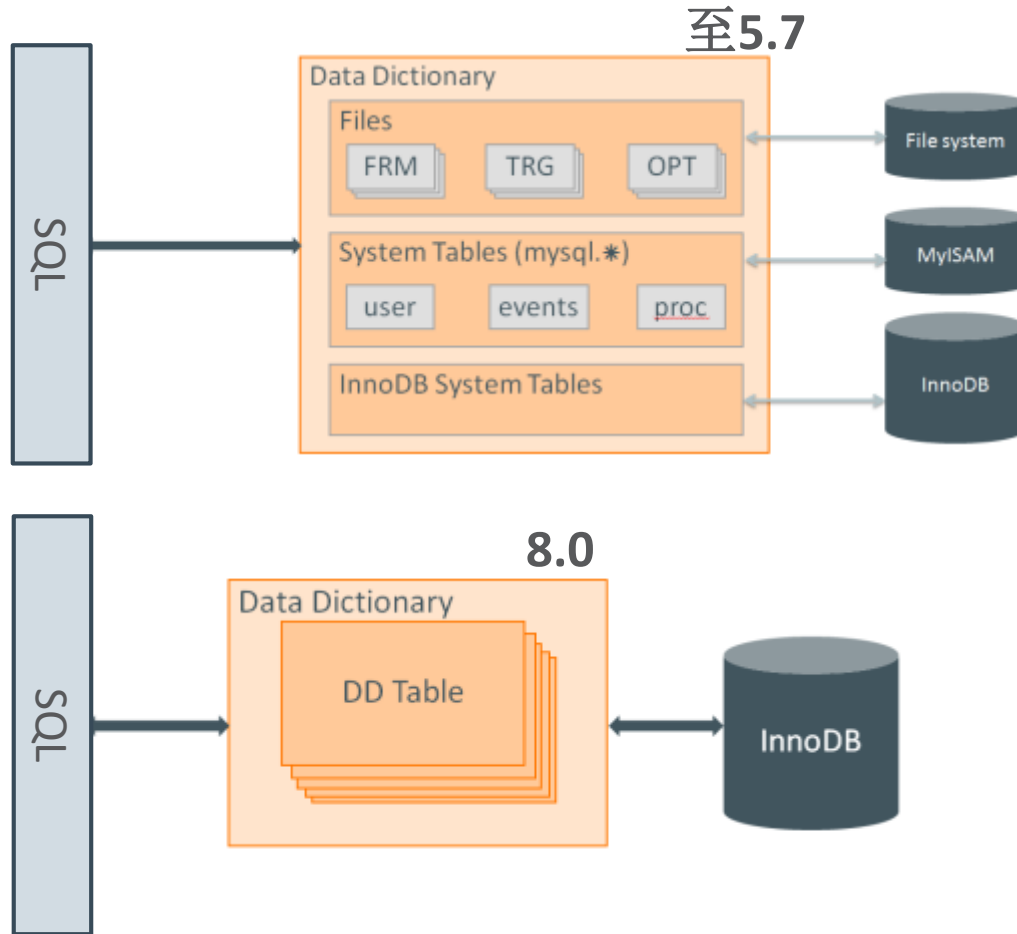 至5.7
SQL
Data Dictionary
Files
FRM
TRG
OPT
File system
System Tables (mysql.*)
user
events
proc
MyISAM
InnoDB System Tables
InnoDB
8.0
SQL
Data Dictionary
DD Table
InnoDB